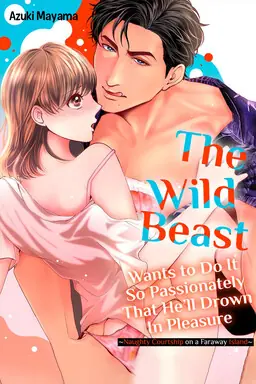 Azuki Mayama
The
Wild
Beast
Wants to Do It
So Passionately
That He'll Drown
In Pleasure
~Naughty Courtship on a Faraway Island~